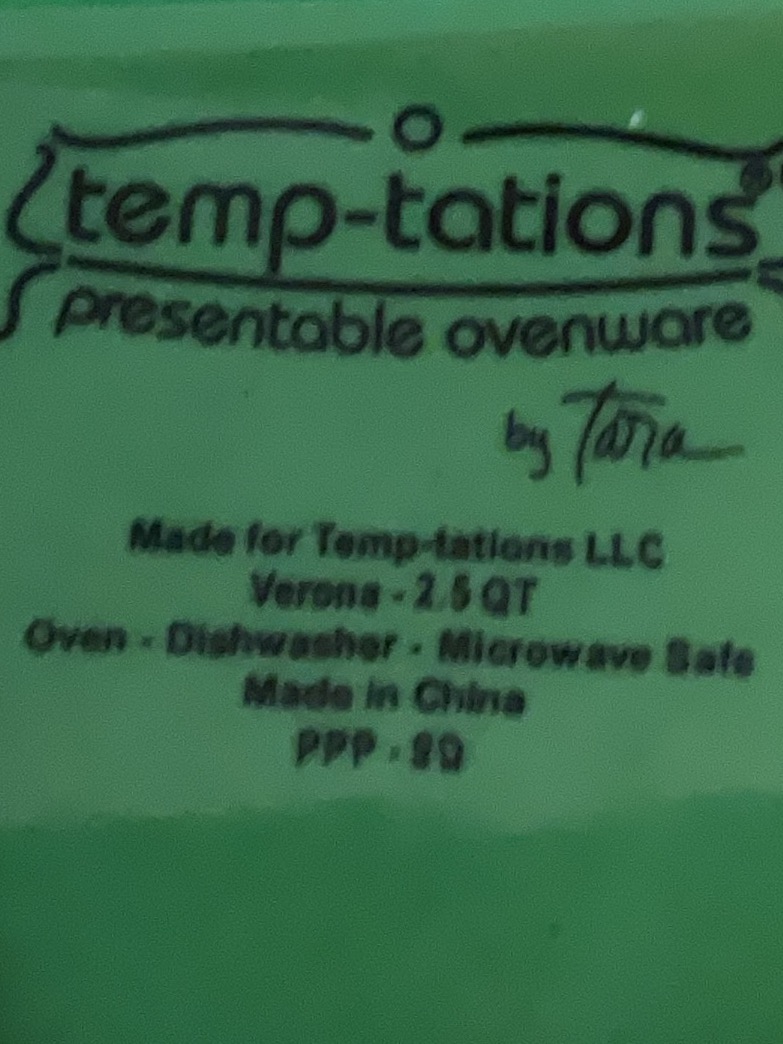 temp-tations®
presentable ovenware
by Tara
Made for Temp-tations LLC
Verona - 2.5 QT
Oven - Dishwasher - Microwave Safe
Made in China
PPP -